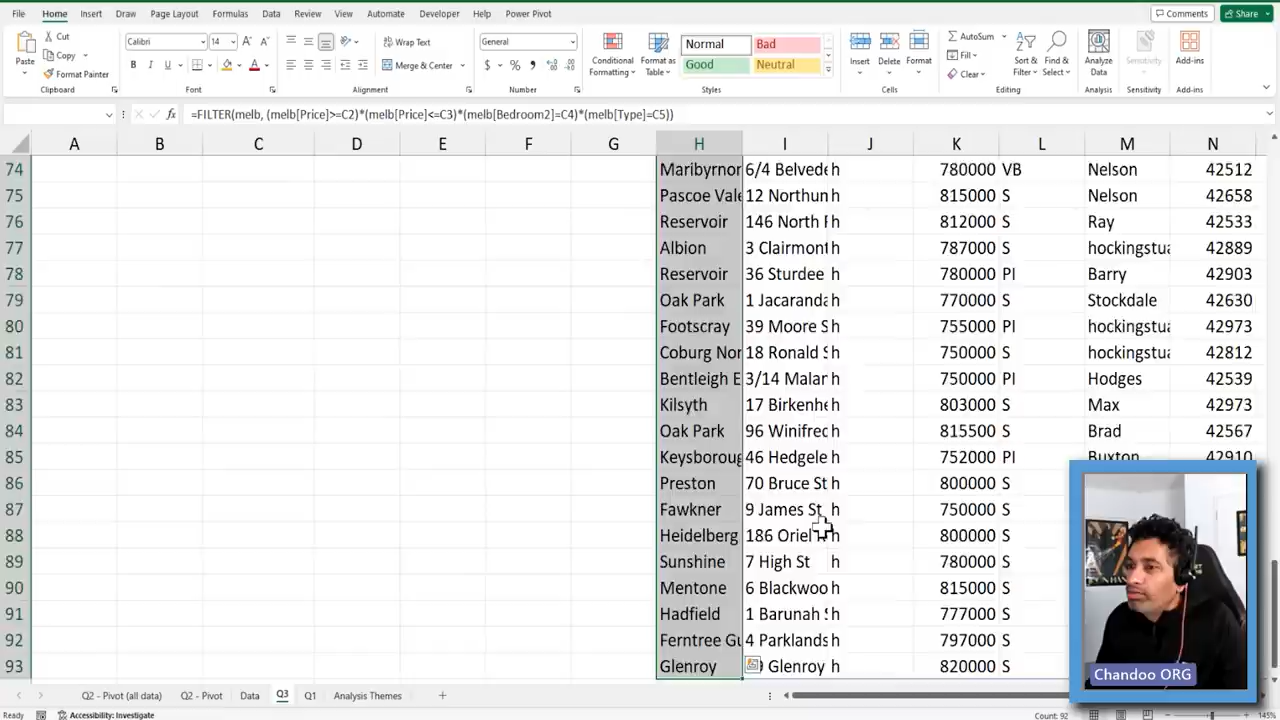 File Home Insert Draw Page Layout Formulas Data Review View Automate Developer Help Power Pivot Comments Share
Paste Cut Copy Format Painter Calibri Wrap Text Merge & Center General Conditional Formatting Format as Table Normal Bad Good Neutral Insert Delete Format AutoSum Fill Clear Sort & Filter Find & Select Analyze Data Sensitivity Add-ins
Clipboard Font Alignment Number Styles Cells Editing Analysis Sensitivity Add-ins
=FILTER(melb, (melb[Price]>=C2)*(melb[Price]<=C3)*(melb[Bedroom2]=C4)*(melb[Type]=C5))
A B C D E F G H I J K L M N
74 Maribyrnor 6/4 Belvede h 780000 VB Nelson 42512
75 Pascoe Vale 12 Northun h 815000 S Nelson 42658
76 Reservoir 146 North h 812000 S Ray 42533
77 Albion 3 Clairmont h 787000 S hockingstua 42889
78 Reservoir 36 Sturdee h 780000 PI Barry 42903
79 Oak Park 1 Jacaranda h 770000 S Stockdale 42630
80 Footscray 39 Moore S h 755000 PI hockingstua 42973
81 Coburg Nor 18 Ronald S h 750000 S hockingstua 42812
82 Bentleigh E 3/14 Malar h 750000 PI Hodges 42539
83 Kilsyth 17 Birkenhe h 803000 S Max 42973
84 Oak Park 96 Winifred h 815500 S Brad 42567
85 Keysboroug 46 Hedgele h 752000 PI Buxton 42910
86 Preston 70 Bruce St h 800000 S
87 Fawkner 9 James St h 750000 S
88 Heidelberg 186 Oriel h 800000 S
89 Sunshine 7 High St h 780000 S
90 Mentone 6 Blackwoo h 815000 S
91 Hadfield 1 Barunah S h 777000 S
92 Ferntree Gu 4 Parklands h 797000 S
93 Glenroy Glenroy h 820000 S
Chandoo ORG
Q2 - Pivot (all data) Q2 - Pivot Data Q3 Q1 Analysis Themes
Ready Accessibility: Investigate Count: 92 145%